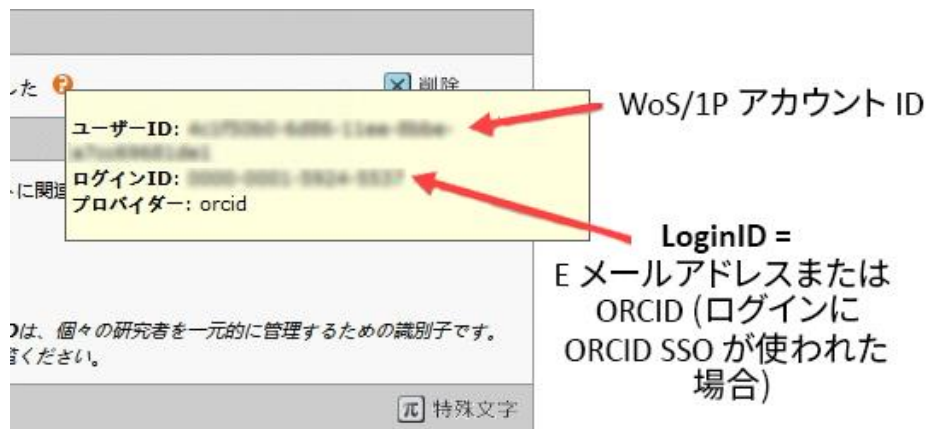 した
削除
ユーザーID:
ログインID:
プロバイダー: orcid
トに関連
Dは、個々の研究者を一元的に管理するための識別子です。
ください。
π 特殊文字
WoS/1P アカウント ID
LoginID =
E メールアドレスまたは
ORCID (ログインに
ORCID SSO が使われた
場合)